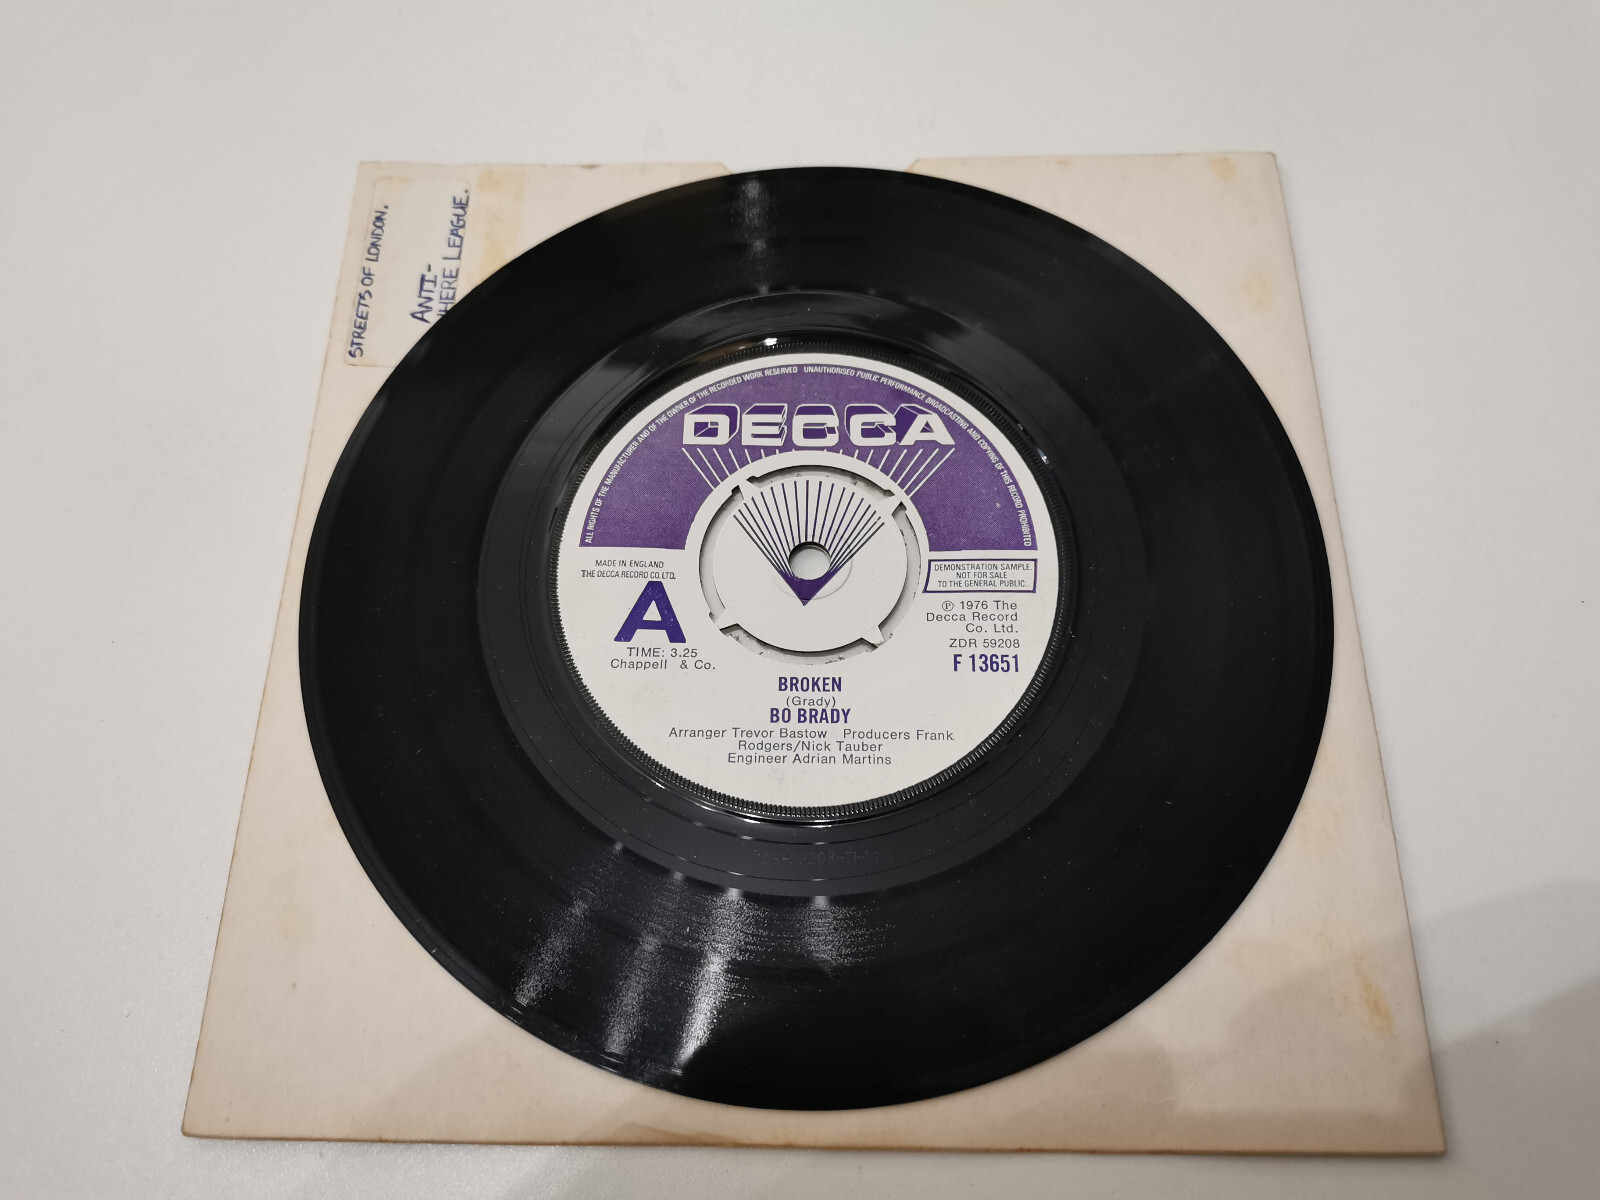 STREETS OF LONDON.
ANTI-
HERE LEAGUE.
ALL RIGHTS OF THE MANUFACTURER AND OF THE OWNER OF THE RECORDED WORK RESERVED UNAUTHORISED PUBLIC PERFORMANCE BROADCASTING AND COPYING OF THIS RECORD PROHIBITED
DECCA
MADE IN ENGLAND
THE DECCA RECORD CO. LTD.
A
TIME: 3.25
Chappell & Co.
DEMONSTRATION SAMPLE.
NOT FOR SALE
TO THE GENERAL PUBLIC.
℗ 1976 The
Decca Record
Co. Ltd.
ZDR 59208
F 13651
BROKEN
(Grady)
BO BRADY
Arranger Trevor Bastow Producers Frank
Rodgers/Nick Tauber
Engineer Adrian Martins